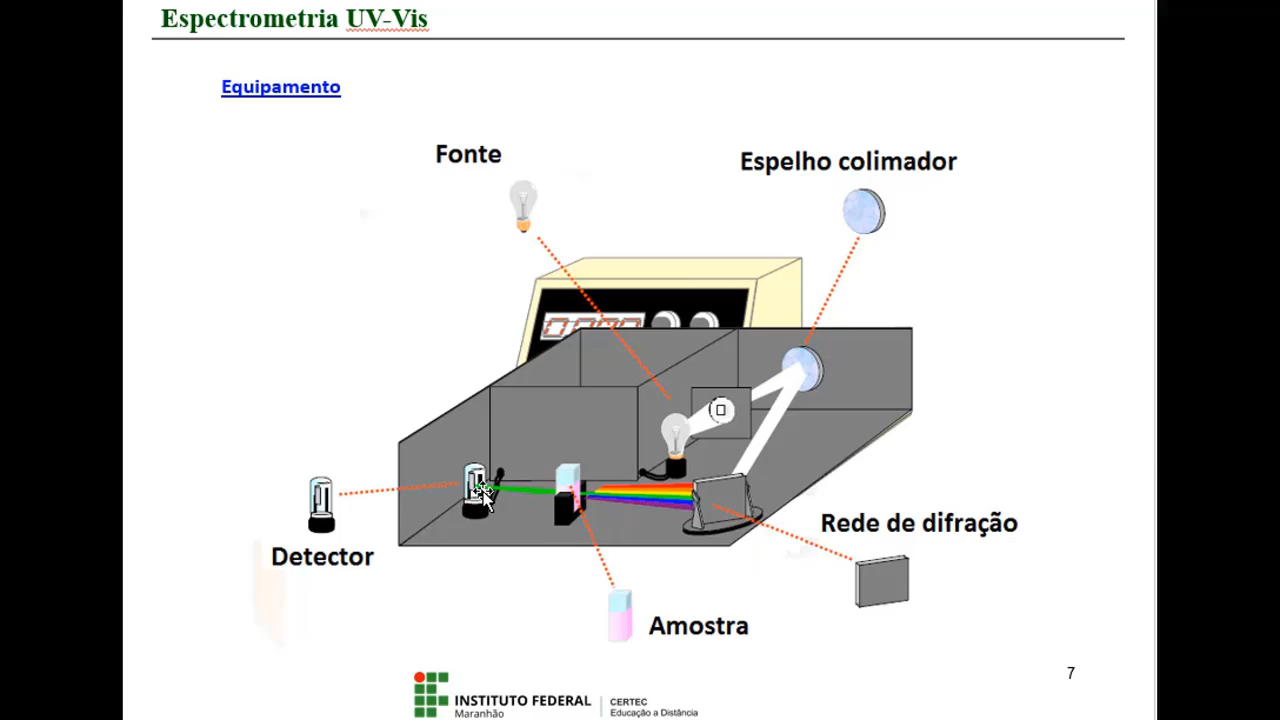 Espectrometria UV-Vis
Equipamento
Fonte
Espelho colimador
Rede de difração
Detector
Amostra
7
INSTITUTO FEDERAL
Maranhão
CERTEC
Educação a Distância